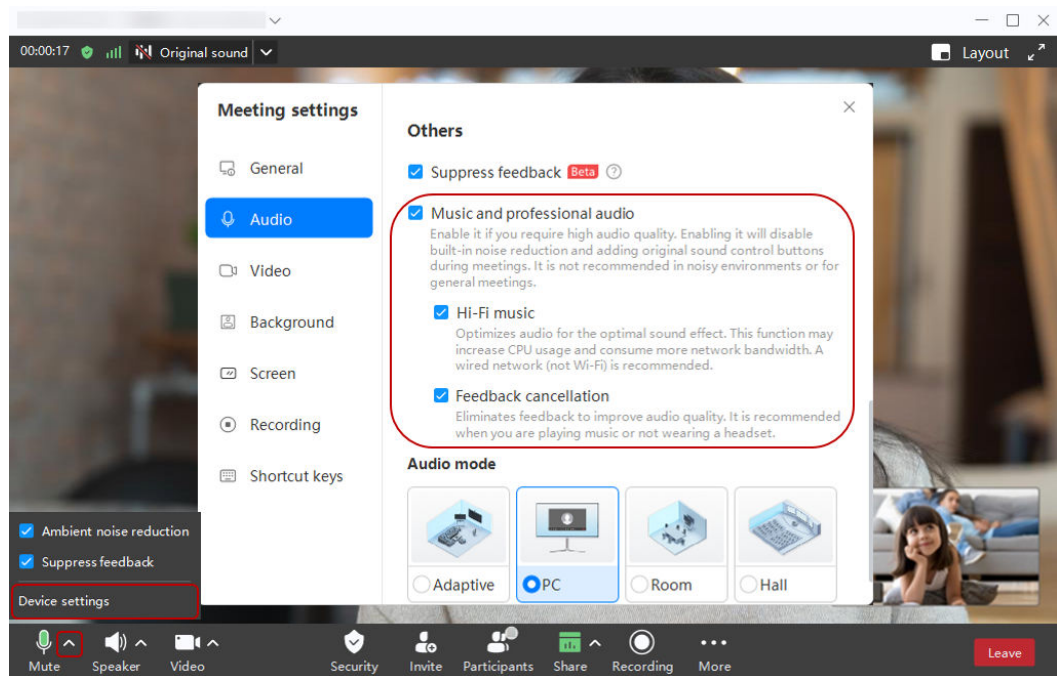 00:00:17 Original sound
Layout
Meeting settings
General
Audio
Video
Background
Screen
Recording
Shortcut keys
Others
Suppress feedback Beta ?
Music and professional audio
Enable it if you require high audio quality. Enabling it will disable
built-in noise reduction and adding original sound control buttons
during meetings. It is not recommended in noisy environments or for
general meetings.
Hi-Fi music
Optimizes audio for the optimal sound effect. This function may
increase CPU usage and consume more network bandwidth. A
wired network (not Wi-Fi) is recommended.
Feedback cancellation
Eliminates feedback to improve audio quality. It is recommended
when you are playing music or not wearing a headset.
Audio mode
Adaptive
PC
Room
Hall
Ambient noise reduction
Suppress feedback
Device settings
Mute
Speaker
Video
Security
Invite
Participants
Share
Recording
More
Leave